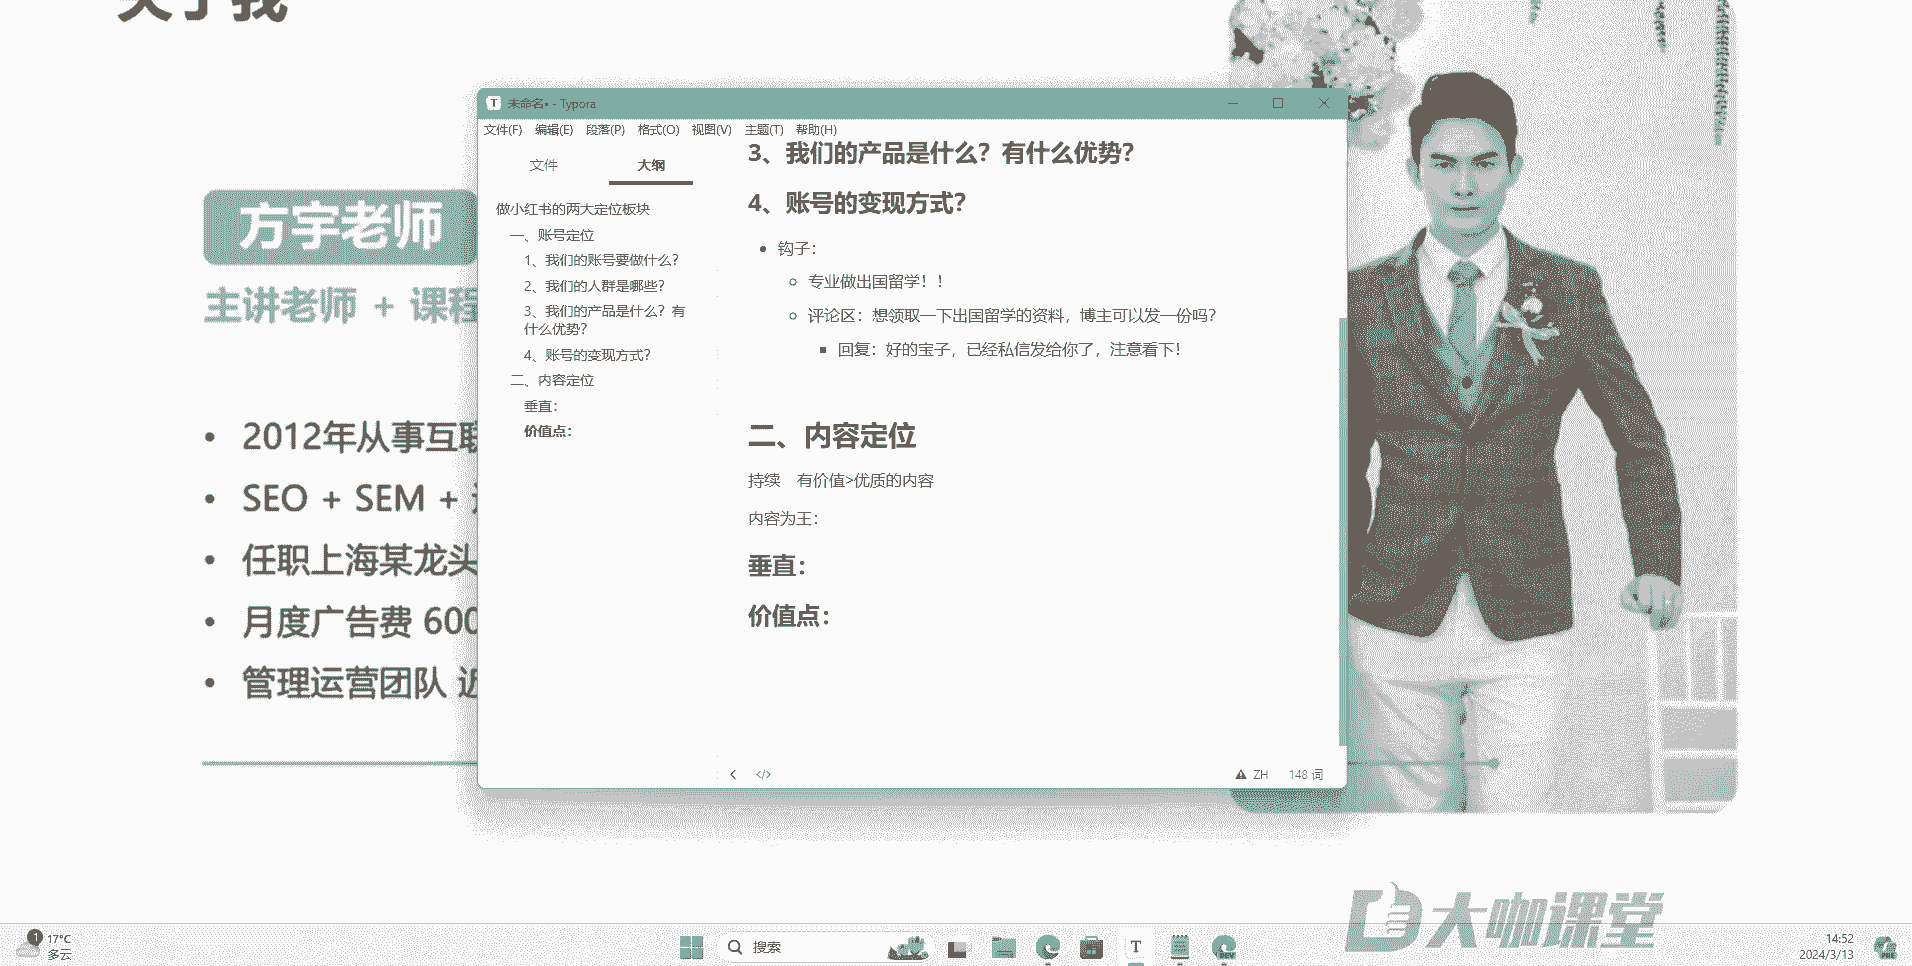 关于我
方宇老师
主讲老师 + 课程
• 2012年从事互联
• SEO + SEM +
• 任职上海某龙头
• 月度广告费 600
• 管理运营团队 近
未命名• - Typora
文件(F) 编辑(E) 段落(P) 格式(O) 视图(V) 主题(T) 帮助(H)
文件 大纲
做小红书的两大定位板块
一、账号定位
1、我们的账号要做什么？
2、我们的人群是哪些？
3、我们的产品是什么？有
什么优势？
4、账号的变现方式？
二、内容定位
垂直：
价值点：
3、我们的产品是什么？有什么优势？
4、账号的变现方式？
钩子：
专业做出国留学！！
评论区：想领取一下出国留学的资料，博主可以发一份吗？
回复：好的宝子，已经私信发给你了，注意看下！
二、内容定位
持续 有价值>优质的内容
内容为王：
垂直：
价值点：
</> ZH 148 词
大咖课堂
1 17°C
多云
搜索
T
DEV
14:52
2024/3/13
PRE